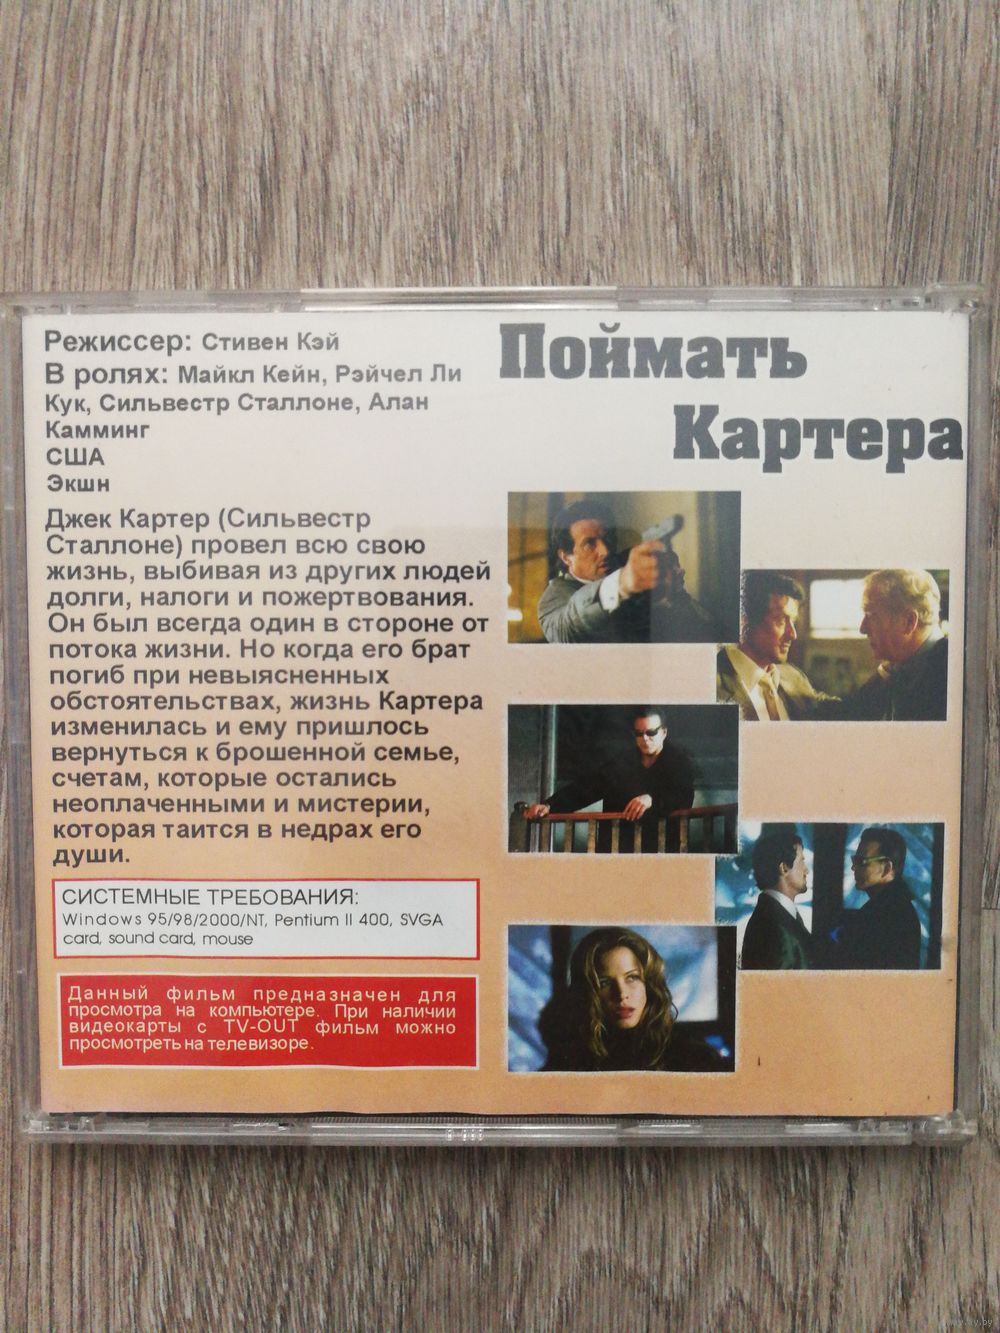 Режиссер: Стивен Кэй
В ролях: Майкл Кейн, Рэйчел Ли
Кук, Сильвестр Сталлоне, Алан
Камминг
США
Экшн
Поймать
Картера
Джек Картер (Сильвестр
Сталлоне) провел всю свою
жизнь, выбивая из других людей
долги, налоги и пожертвования.
Он был всегда один в стороне от
потока жизни. Но когда его брат
погиб при невыясненных
обстоятельствах, жизнь Картера
изменилась и ему пришлось
вернуться к брошенной семье,
счетам, которые остались
неоплаченными и мистерии,
которая таится в недрах его
души.
СИСТЕМНЫЕ ТРЕБОВАНИЯ:
Windows 95/98/2000/NT, Pentium II 400, SVGA
card, sound card, mouse
Данный фильм предназначен для
просмотра на компьютере. При наличии
видеокарты с TV-OUT фильм можно
просмотреть на телевизоре.